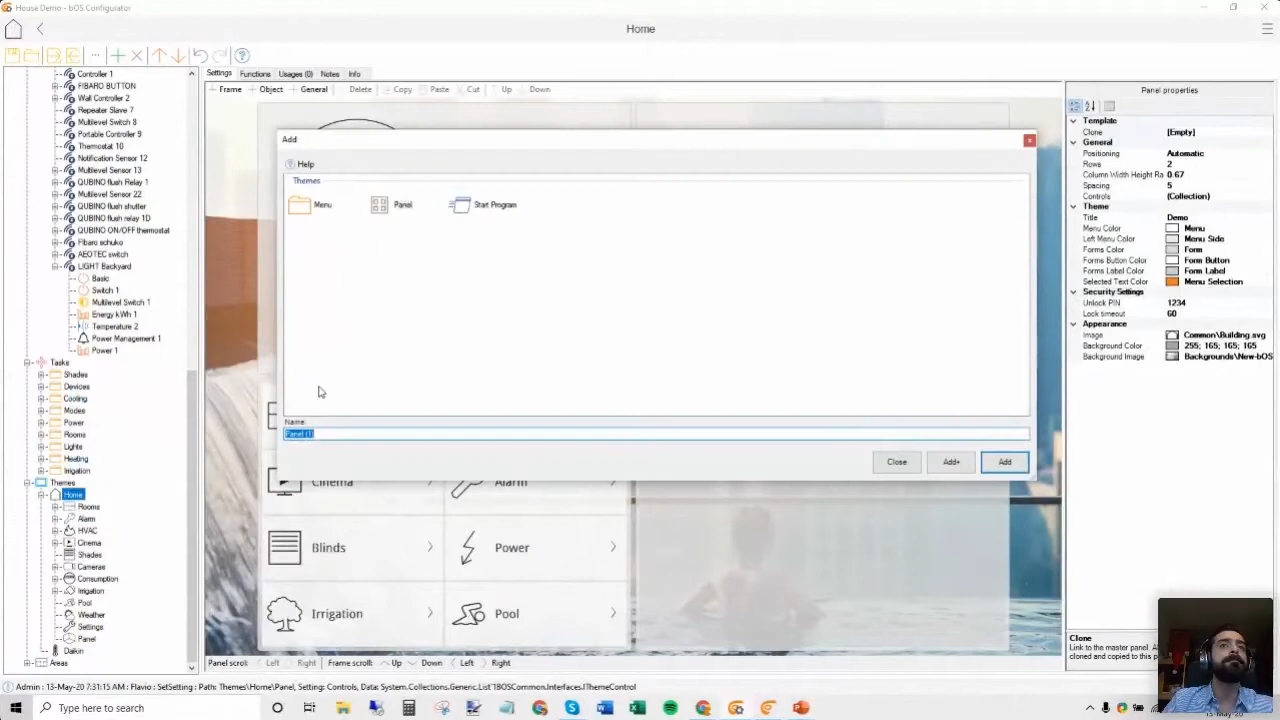 House Demo - bOS Configurator
Home
Settings Functions Usages (0) Notes Info
Frame Object General Delete Copy Paste Cut Up Down
Controller 1
FIBARO BUTTON
Wall Controller 2
Repeater Slave 7
Multilevel Switch 8
Portable Controller 9
Thermostat 10
Notification Sensor 12
Multilevel Sensor 13
QUBINO flush Relay 1
Multilevel Sensor 22
QUBINO flush shutter
QUBINO flush relay 1D
QUBINO ON/OFF thermostat
Fibaro schuko
AEOTEC switch
LIGHT Backyard
Basic
Switch 1
Multilevel Switch 1
Energy kWh 1
Temperature 2
Power Management 1
Power 1
Tasks
Shades
Devices
Cooling
Modes
Power
Rooms
Lights
Heating
Irrigation
Themes
Home
Rooms
Alarm
HVAC
Cinema
Shades
Cameras
Consumption
Irrigation
Pool
Weather
Settings
Panel
Daikin
Areas
Add
Help
Themes
Menu Panel Start Program
Name:
Panel (1)
Close Add+ Add
Cinema Alarm
Blinds Power
Irrigation Pool
Panel scroll: Left Right Frame scroll: Up Down Left Right
Panel properties
Template
Clone [Empty]
General
Positioning Automatic
Rows 2
Column Width Height Ra 0.67
Spacing 5
Controls (Collection)
Theme
Title Demo
Menu Color Menu
Left Menu Color Menu Side
Forms Color Form
Forms Button Color Form Button
Forms Label Color Form Label
Selected Text Color Menu Selection
Security Settings
Unlock PIN 1234
Lock timeout 60
Appearance
Image Common\Building.svg
Background Color 255; 165; 165; 165
Background Image Backgrounds\New-bOS
Clone
Link to the master panel. A
cloned and copied to this p
Admin : 13-May-20 7:31:15 AM : Flavio : SetSetting : Path: Themes\Home\Panel, Setting: Controls, Data: System.Collections.Generic.List`1BOSCommon.Interfaces.IThemeControl
Type here to search
13-May-20